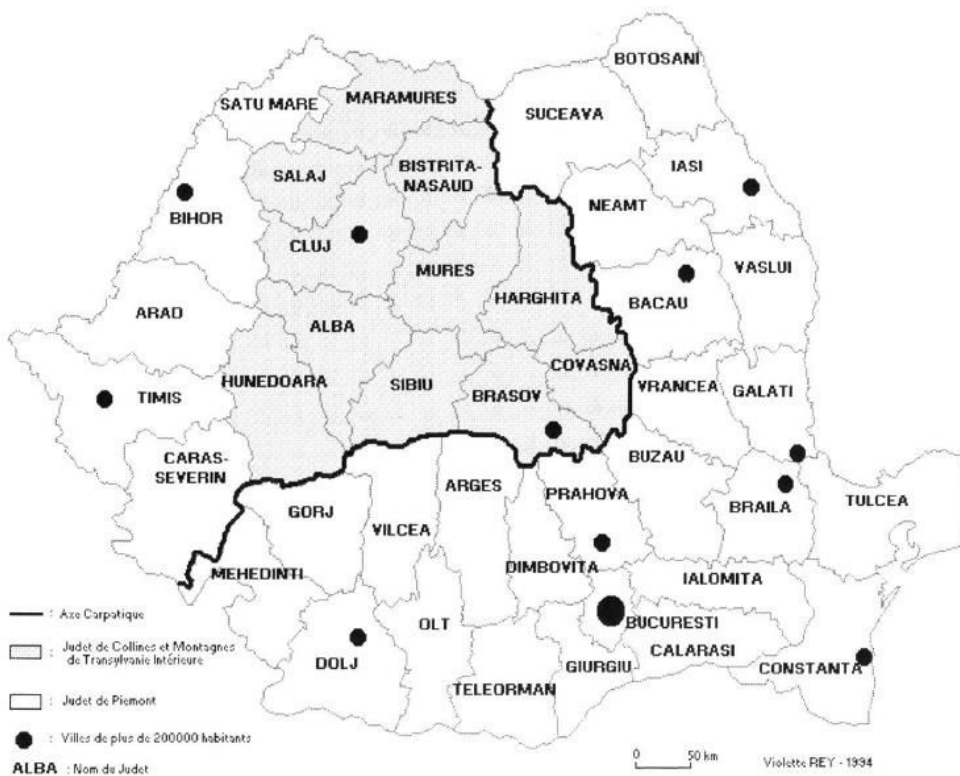 BOTOSANI
SATU MARE
MARAMURES
SUCEAVA
IASI
SALAJ
BISTRITA-
NASAUD
NEAMT
BIHOR
CLUJ
MURES
VASLUI
HARGHITA
BACAU
ARAD
ALBA
COVASNA
HUNEDOARA
SIBIU
BRASOV
VRANCEA
GALATI
TIMIS
CARAS-
SEVERIN
BUZAU
ARGES
PRAHOVA
BRAILA
TULCEA
GORJ
VILCEA
MEHEDINTI
DIMBOVITA
IALOMITA
OLT
BUCURESTI
CALARASI
DOLJ
GIURGIU
CONSTANTA
TELEORMAN
: Axe Carpatique
: Judet de Collines et Montagnes
de Transylvanie Intérieure
: Judet de Piemont
: Villes de plus de 200000 habitants
ALBA : Nom du Judet
0 50 km
Violette REY - 1994